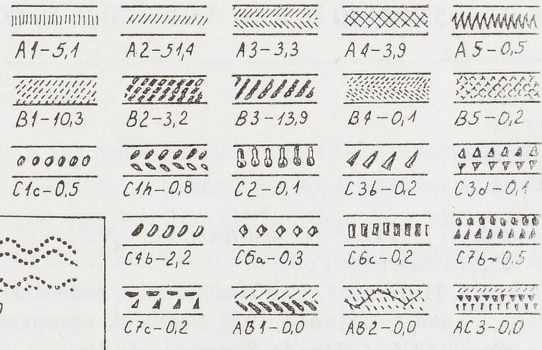 A1-5,1 A2-51,4 A3-3,3 A4-3,9 A5-0,5
B1-10,3 B2-3,2 B3-13,9 B4-0,1 B5-0,2
C1c-0,5 C1h-0,8 C2-0,1 C3b-0,2 C3d-0,1
C4b-2,2 C5a-0,3 C6c-0,2 C7b-0,5
C7c-0,2 AB1-0,0 AB2-0,0 AC3-0,0